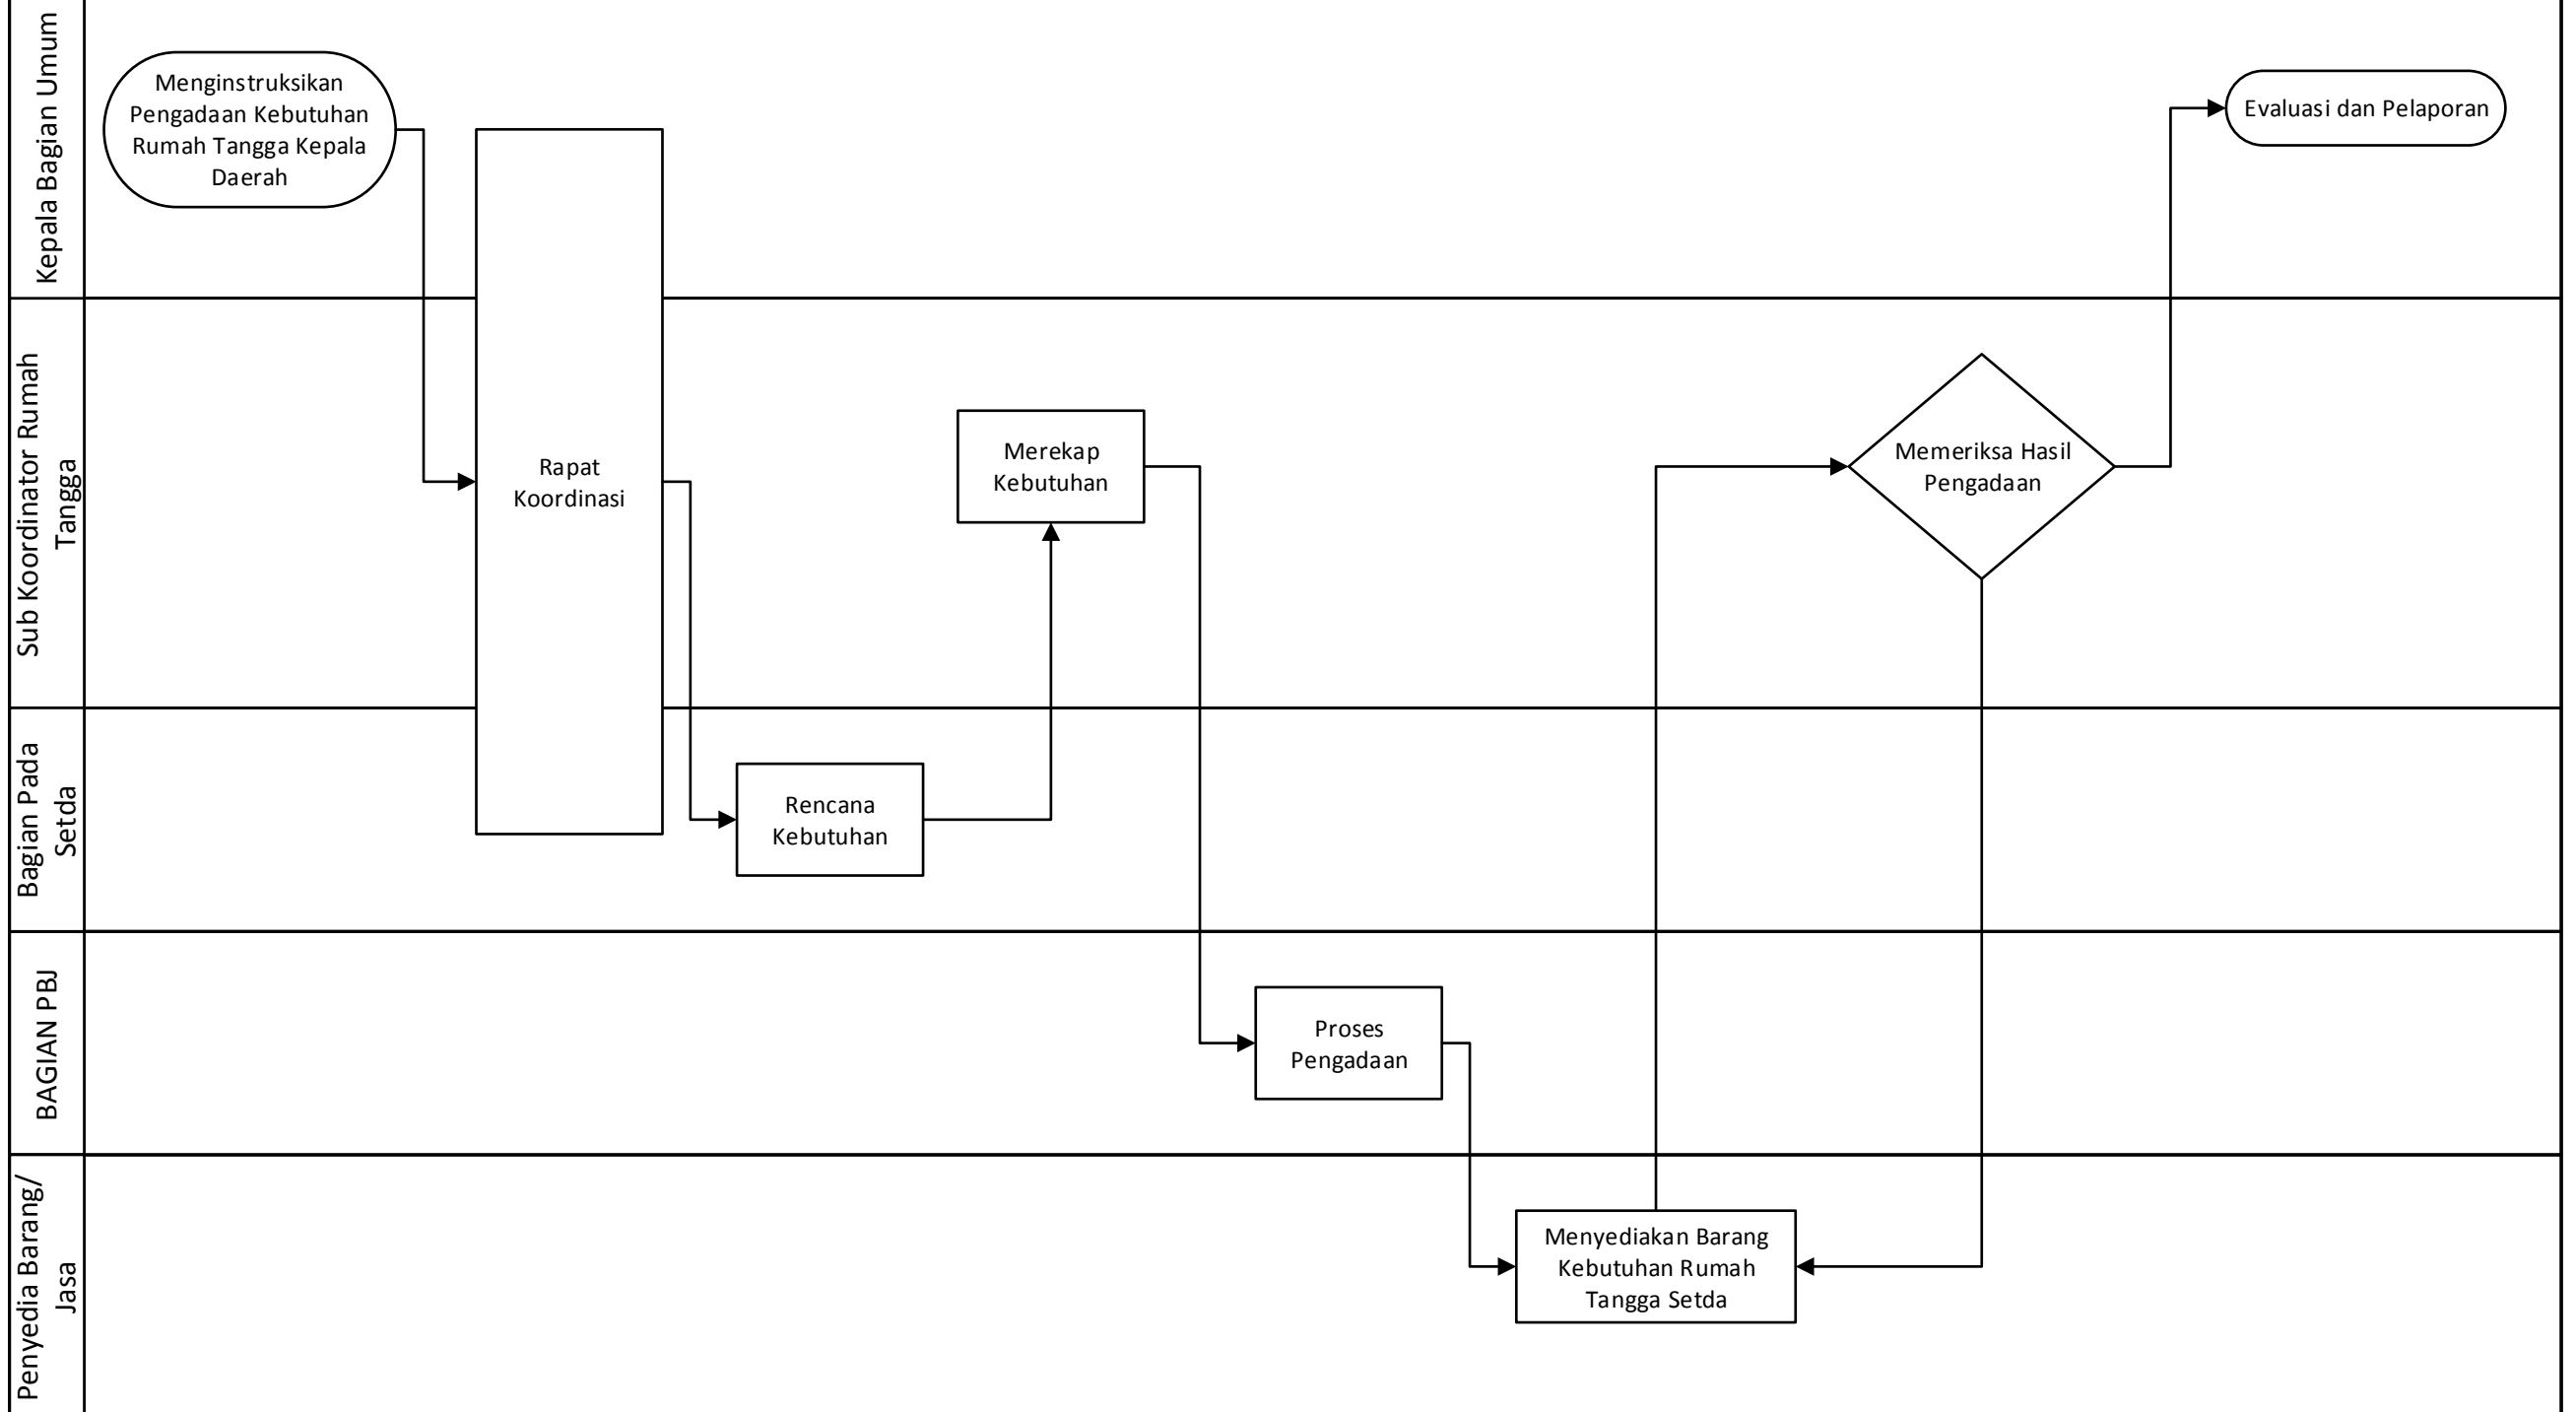 Kepala Bagian Umum
Menginstruksikan
Pengadaan Kebutuhan
Rumah Tangga Kepala
Daerah
Evaluasi dan Pelaporan
Sub Koordinator Rumah
Tangga
Rapat
Koordinasi
Merekap
Kebutuhan
Memeriksa Hasil
Pengadaan
Bagian Pada
Setda
Rencana
Kebutuhan
BAGIAN PBJ
Proses
Pengadaan
Penyedia Barang/
Jasa
Menyediakan Barang
Kebutuhan Rumah
Tangga Setda